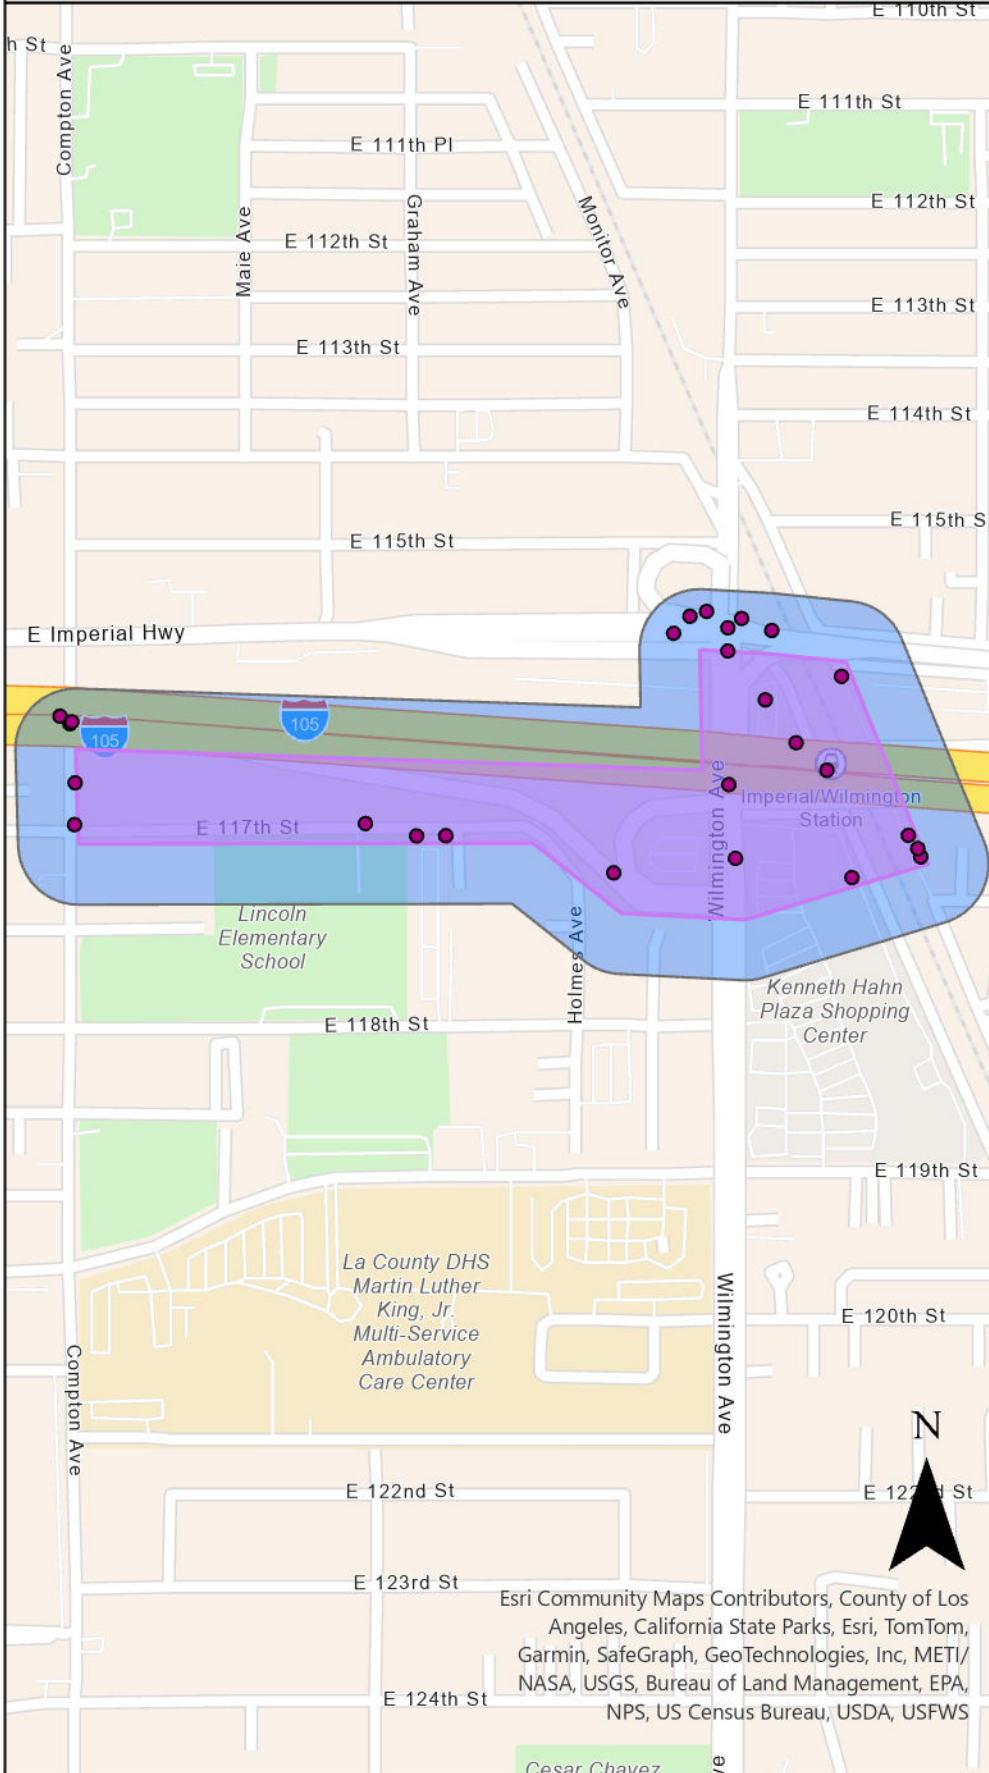 E 110th St
h St
Compton Ave
E 111th St
E 111th Pl
E 112th St
Maie Ave
Graham Ave
Monitor Ave
E 112th St
E 113th St
E 113th St
E 114th St
E 115th S
E 115th St
E Imperial Hwy
105
105
Wilmington Ave
Imperial/Wilmington
Station
E 117th St
Lincoln
Elementary
School
Holmes Ave
Kenneth Hahn
Plaza Shopping
Center
E 118th St
E 119th St
La County DHS
Martin Luther
King, Jr.
Multi-Service
Ambulatory
Care Center
Wilmington Ave
E 120th St
Compton Ave
N
E 122nd St
E 122 d St
E 123rd St
Esri Community Maps Contributors, County of Los
Angeles, California State Parks, Esri, TomTom,
Garmin, SafeGraph, GeoTechnologies, Inc, METI/
NASA, USGS, Bureau of Land Management, EPA,
NPS, US Census Bureau, USDA, USFWS
E 124th St
Cesar Chavez
ve